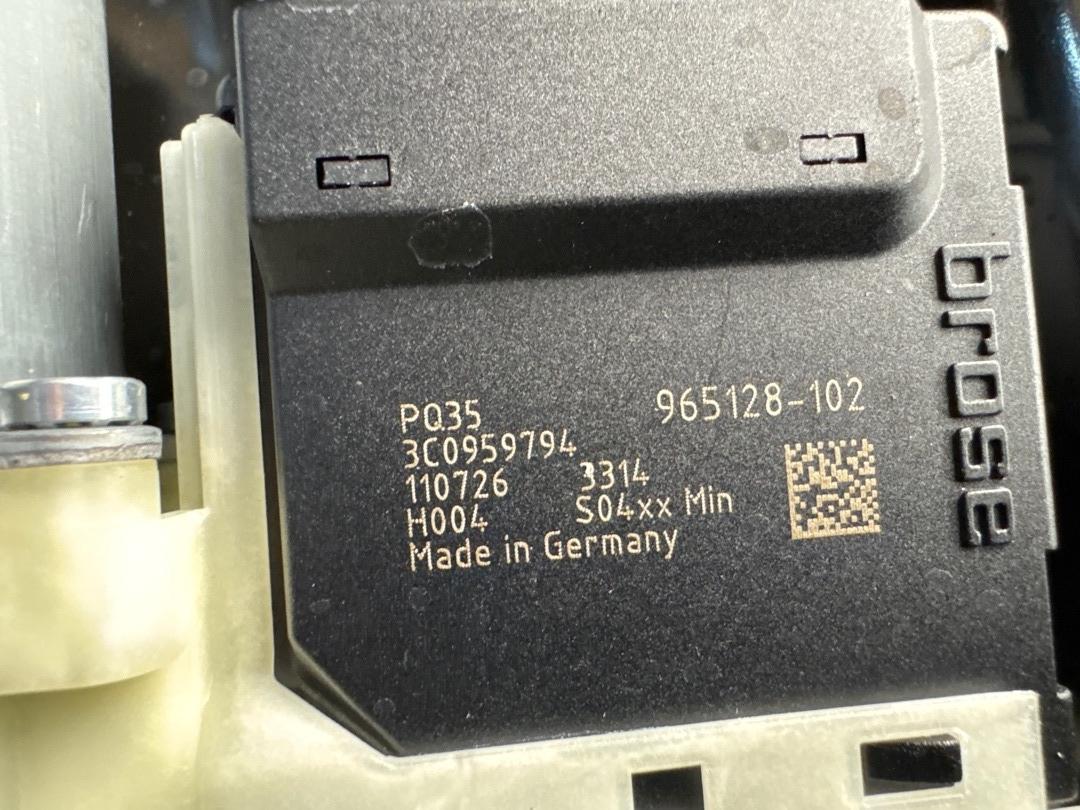 PQ35 965128-102
3C0959794
110726 3314
H004 S04xx Min
Made in Germany
brose